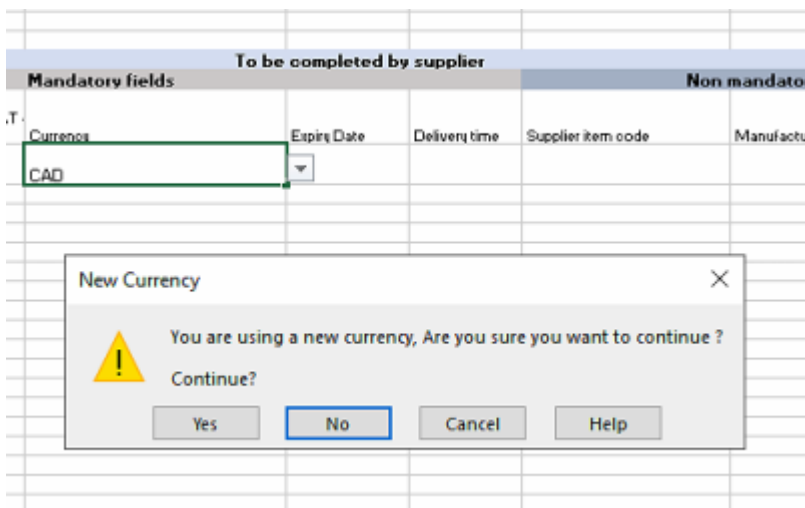 To be completed by supplier
Mandatory fields Non mandato
.T Currency Expiry Date Delivery time Supplier item code Manufactu
CAD
New Currency
You are using a new currency, Are you sure you want to continue ?
Continue?
Yes No Cancel Help